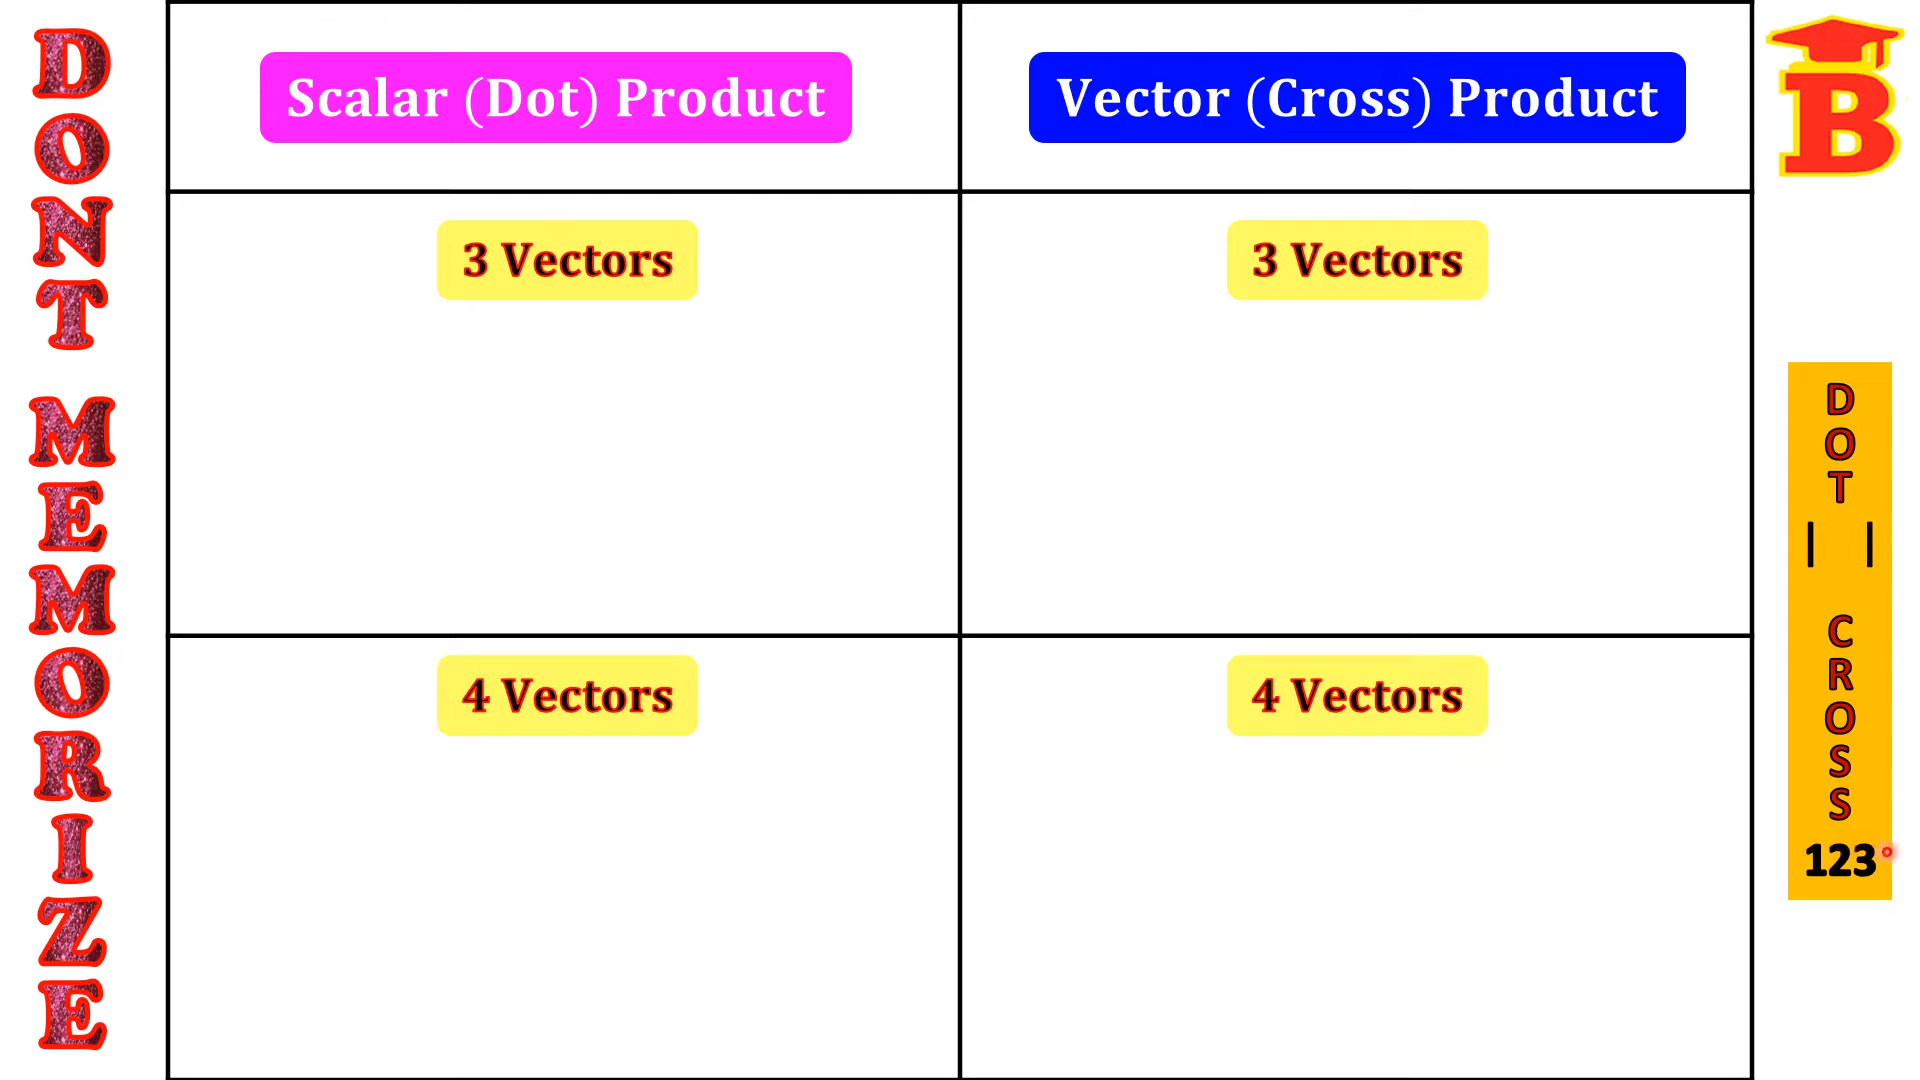 DONT MEMORIZE
Scalar (Dot) Product
Vector (Cross) Product
3 Vectors
3 Vectors
4 Vectors
4 Vectors
B
DOT
| |
CROSS
123